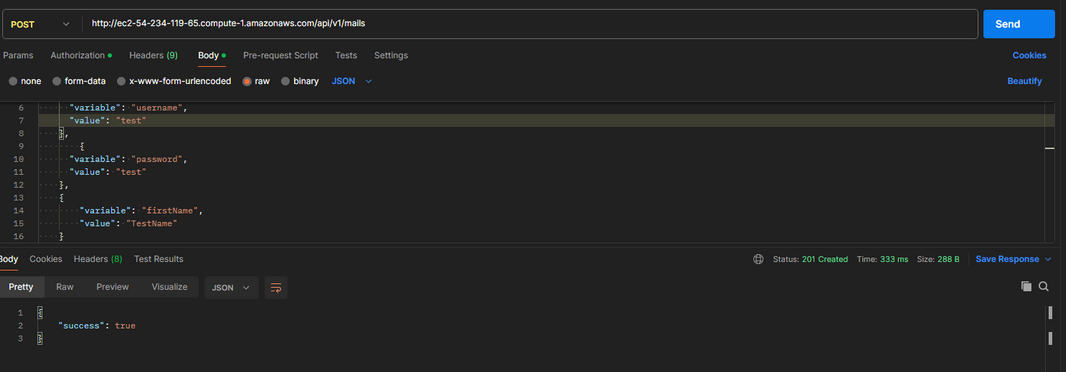 POST http://ec2-54-234-119-65.compute-1.amazonaws.com/api/v1/mails Send
Params Authorization Headers (9) Body Pre-request Script Tests Settings Cookies
none form-data x-www-form-urlencoded raw binary JSON Beautify
6 "variable": "username",
7 "value": "test"
8 },
9 {
10 "variable": "password",
11 "value": "test"
12 },
13 {
14 "variable": "firstName",
15 "value": "TestName"
16 }
Body Cookies Headers (8) Test Results Status: 201 Created Time: 333 ms Size: 288 B Save Response
Pretty Raw Preview Visualize JSON
1 {
2 "success": true
3 }